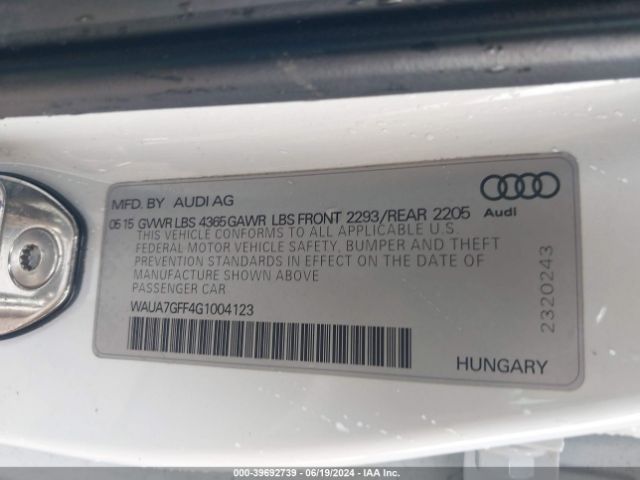 MFD. BY AUDI AG
Audi
05 15 GVWR LBS 4365 GAWR LBS FRONT 2293/REAR 2205
THIS VEHICLE CONFORMS TO ALL APPLICABLE U.S.
FEDERAL MOTOR VEHICLE SAFETY, BUMPER AND THEFT
PREVENTION STANDARDS IN EFFECT ON THE DATE OF
MANUFACTURE SHOWN ABOVE
PASSENGER CAR
WAUA7GFF4G1004123
2320243
HUNGARY
000-39692739 / 06/19/2024 - IAA Inc.